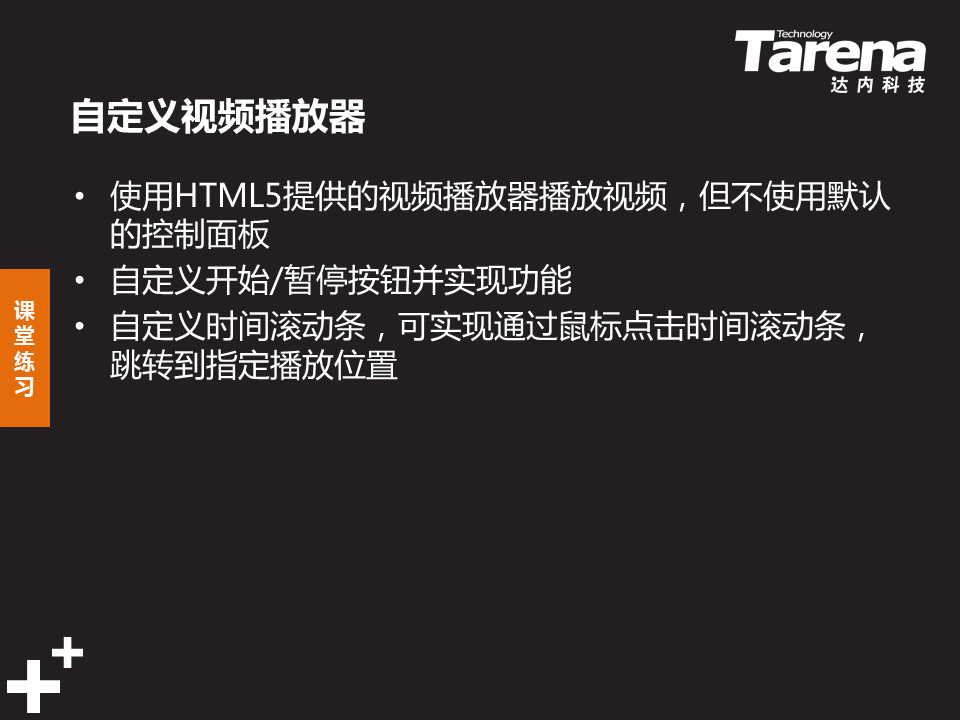 Technology
Tarena
达内科技
自定义视频播放器
• 使用HTML5提供的视频播放器播放视频，但不使用默认
的控制面板
• 自定义开始/暂停按钮并实现功能
• 自定义时间滚动条，可实现通过鼠标点击时间滚动条，
跳转到指定播放位置
课
堂
练
习